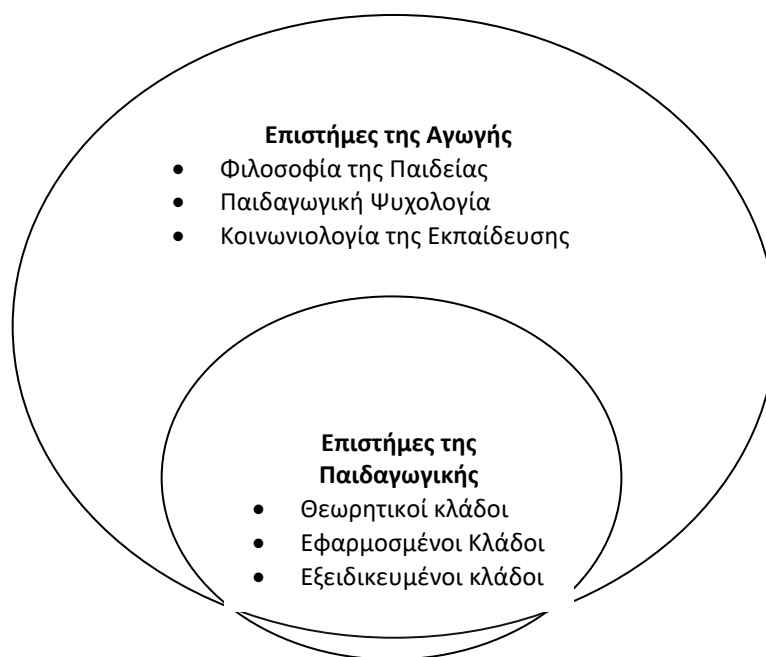 Επιστήμες της Αγωγής
• Φιλοσοφία της Παιδείας
• Παιδαγωγική Ψυχολογία
• Κοινωνιολογία της Εκπαίδευσης
Επιστήμες της
Παιδαγωγικής
• Θεωρητικοί κλάδοι
• Εφαρμοσμένοι Κλάδοι
• Εξειδικευμένοι κλάδοι